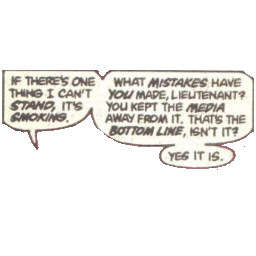 IF THERE'S ONE
THING I CAN'T
STAND, IT'S
SMOKING.
WHAT MISTAKES HAVE
YOU MADE, LIEUTENANT?
YOU KEPT THE MEDIA
AWAY FROM IT. THAT'S THE
BOTTOM LINE, ISN'T IT?
YES IT IS.